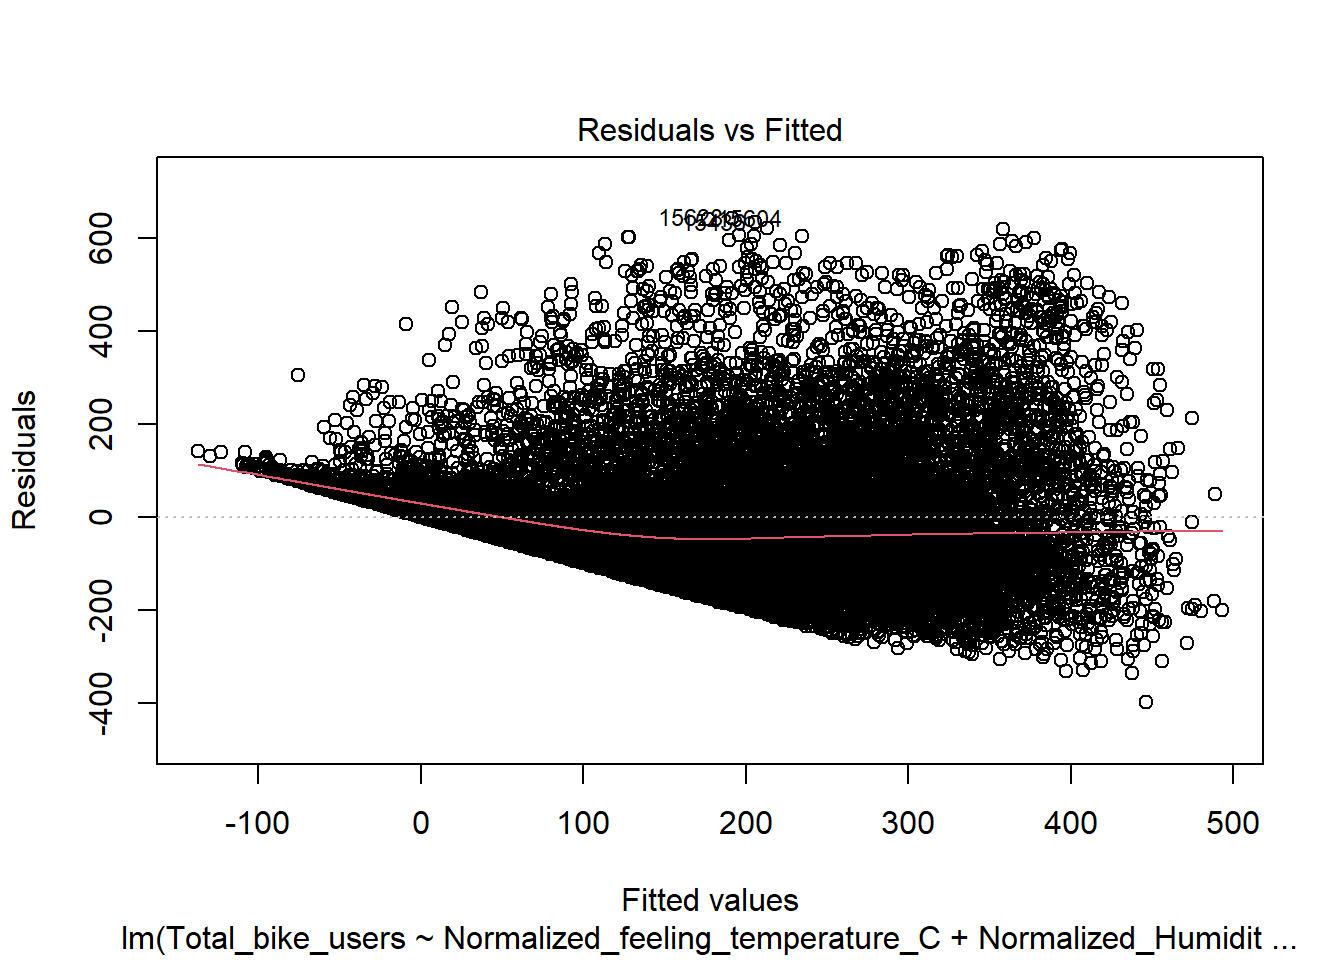 Residuals vs Fitted
15604
600
400
200
0
-200
-400
Residuals
-100 0 100 200 300 400 500
Fitted values
lm(Total_bike_users ~ Normalized_feeling_temperature_C + Normalized_Humidit ...